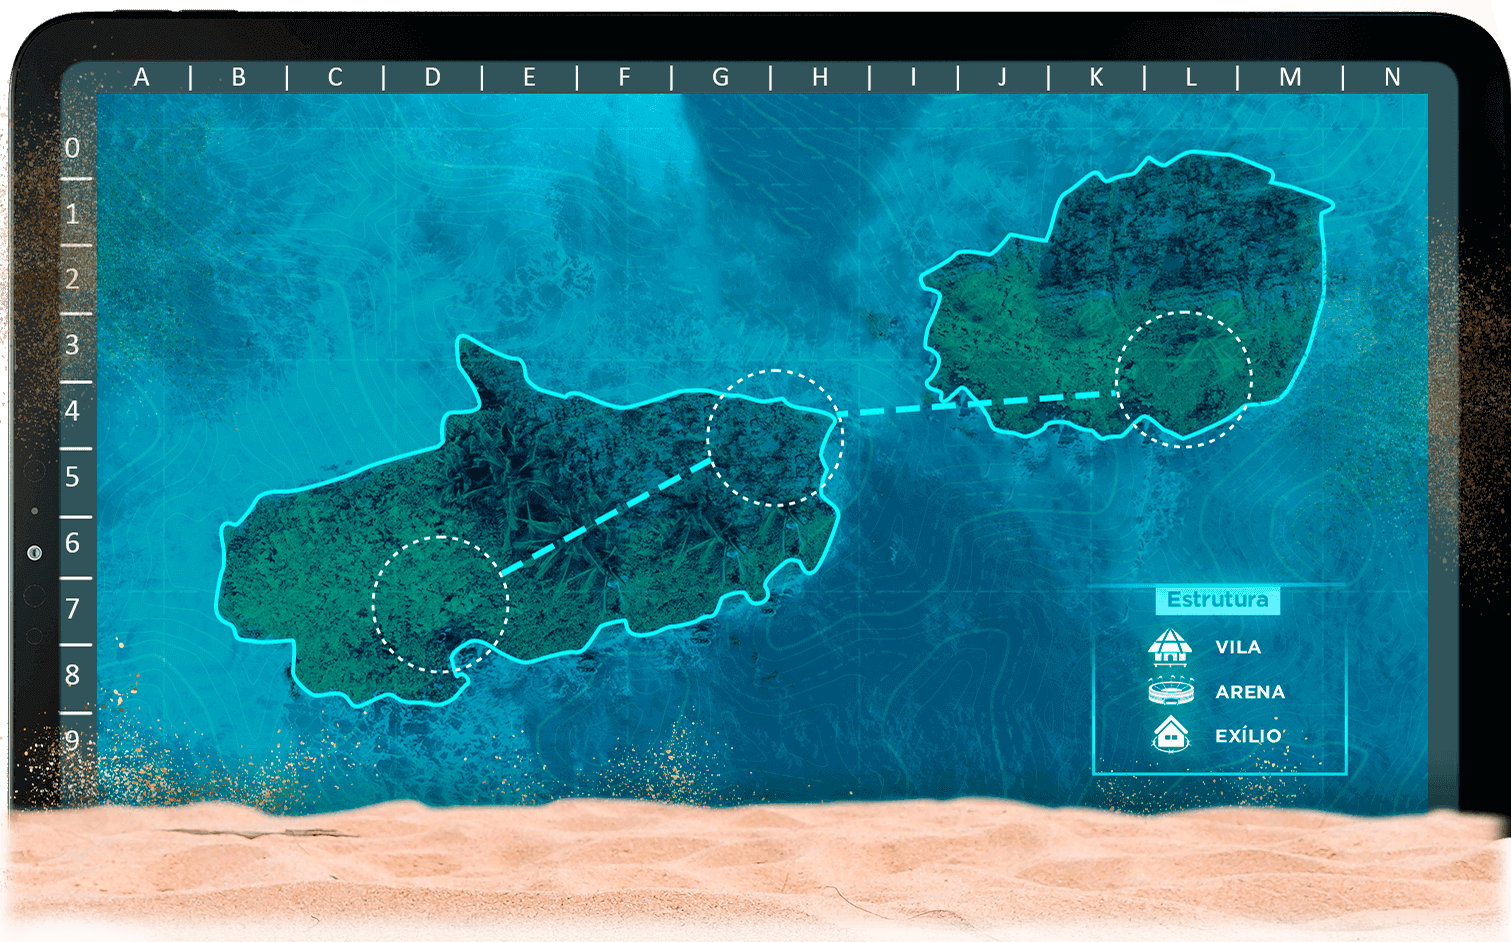 A | B | C | D | E | F | G | H | I | J | K | L | M | N
0
1
2
3
4
5
6
7
8
9
Estrutura
VILA
ARENA
EXÍLIO